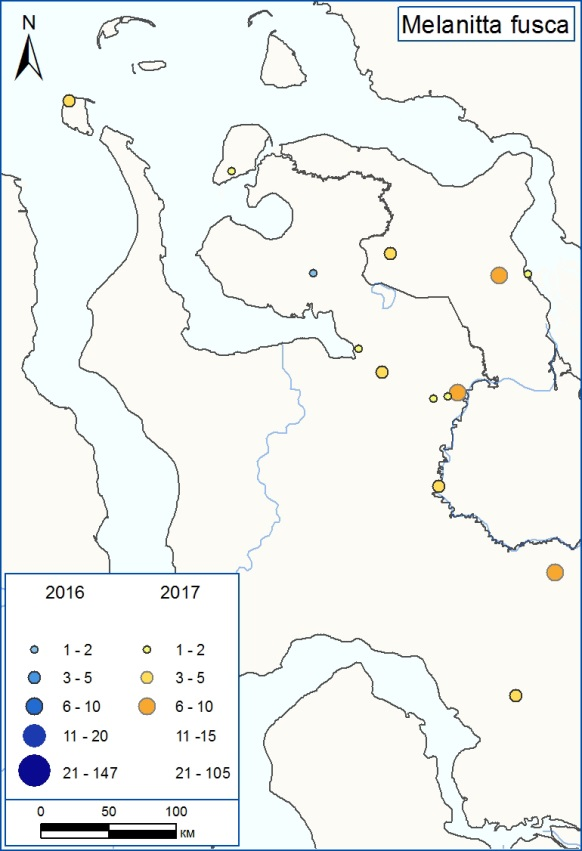 Melanitta fusca
N
2016 2017
1 - 2 1 - 2
3 - 5 3 - 5
6 - 10 6 - 10
11 - 20 11 -15
21 - 147 21 - 105
0 50 100
км